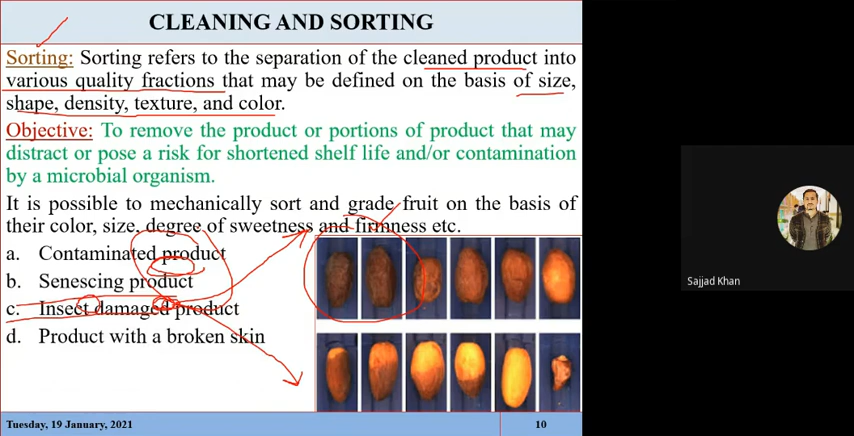 CLEANING AND SORTING
Sorting: Sorting refers to the separation of the cleaned product into
various quality fractions that may be defined on the basis of size,
shape, density, texture, and color.
Objective: To remove the product or portions of product that may
distract or pose a risk for shortened shelf life and/or contamination
by a microbial organism.
It is possible to mechanically sort and grade fruit on the basis of
their color, size, degree of sweetness and firmness etc.
a. Contaminated product
b. Senescing product
c. Insect damaged product
d. Product with a broken skin
Tuesday, 19 January, 2021
10
Sajjad Khan